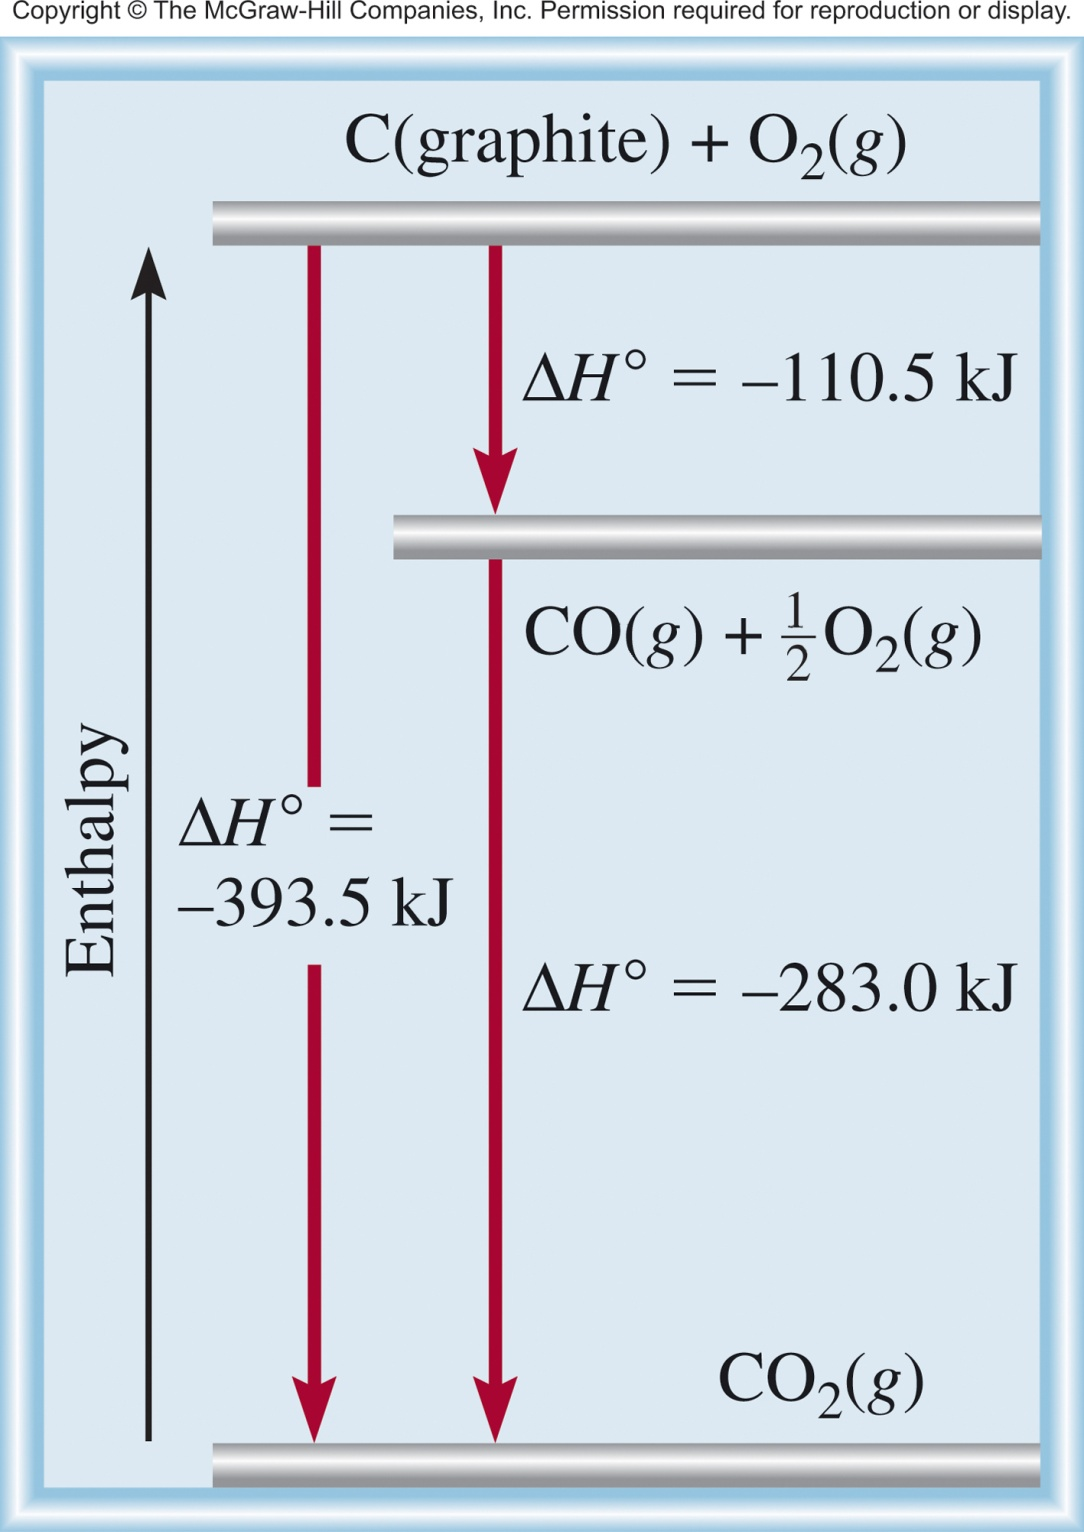 Copyright © The McGraw-Hill Companies, Inc. Permission required for reproduction or display.
C(graphite) + O₂(g)
ΔH° = –110.5 kJ
CO(g) + ½O₂(g)
Enthalpy
ΔH° =
–393.5 kJ
ΔH° = –283.0 kJ
CO₂(g)